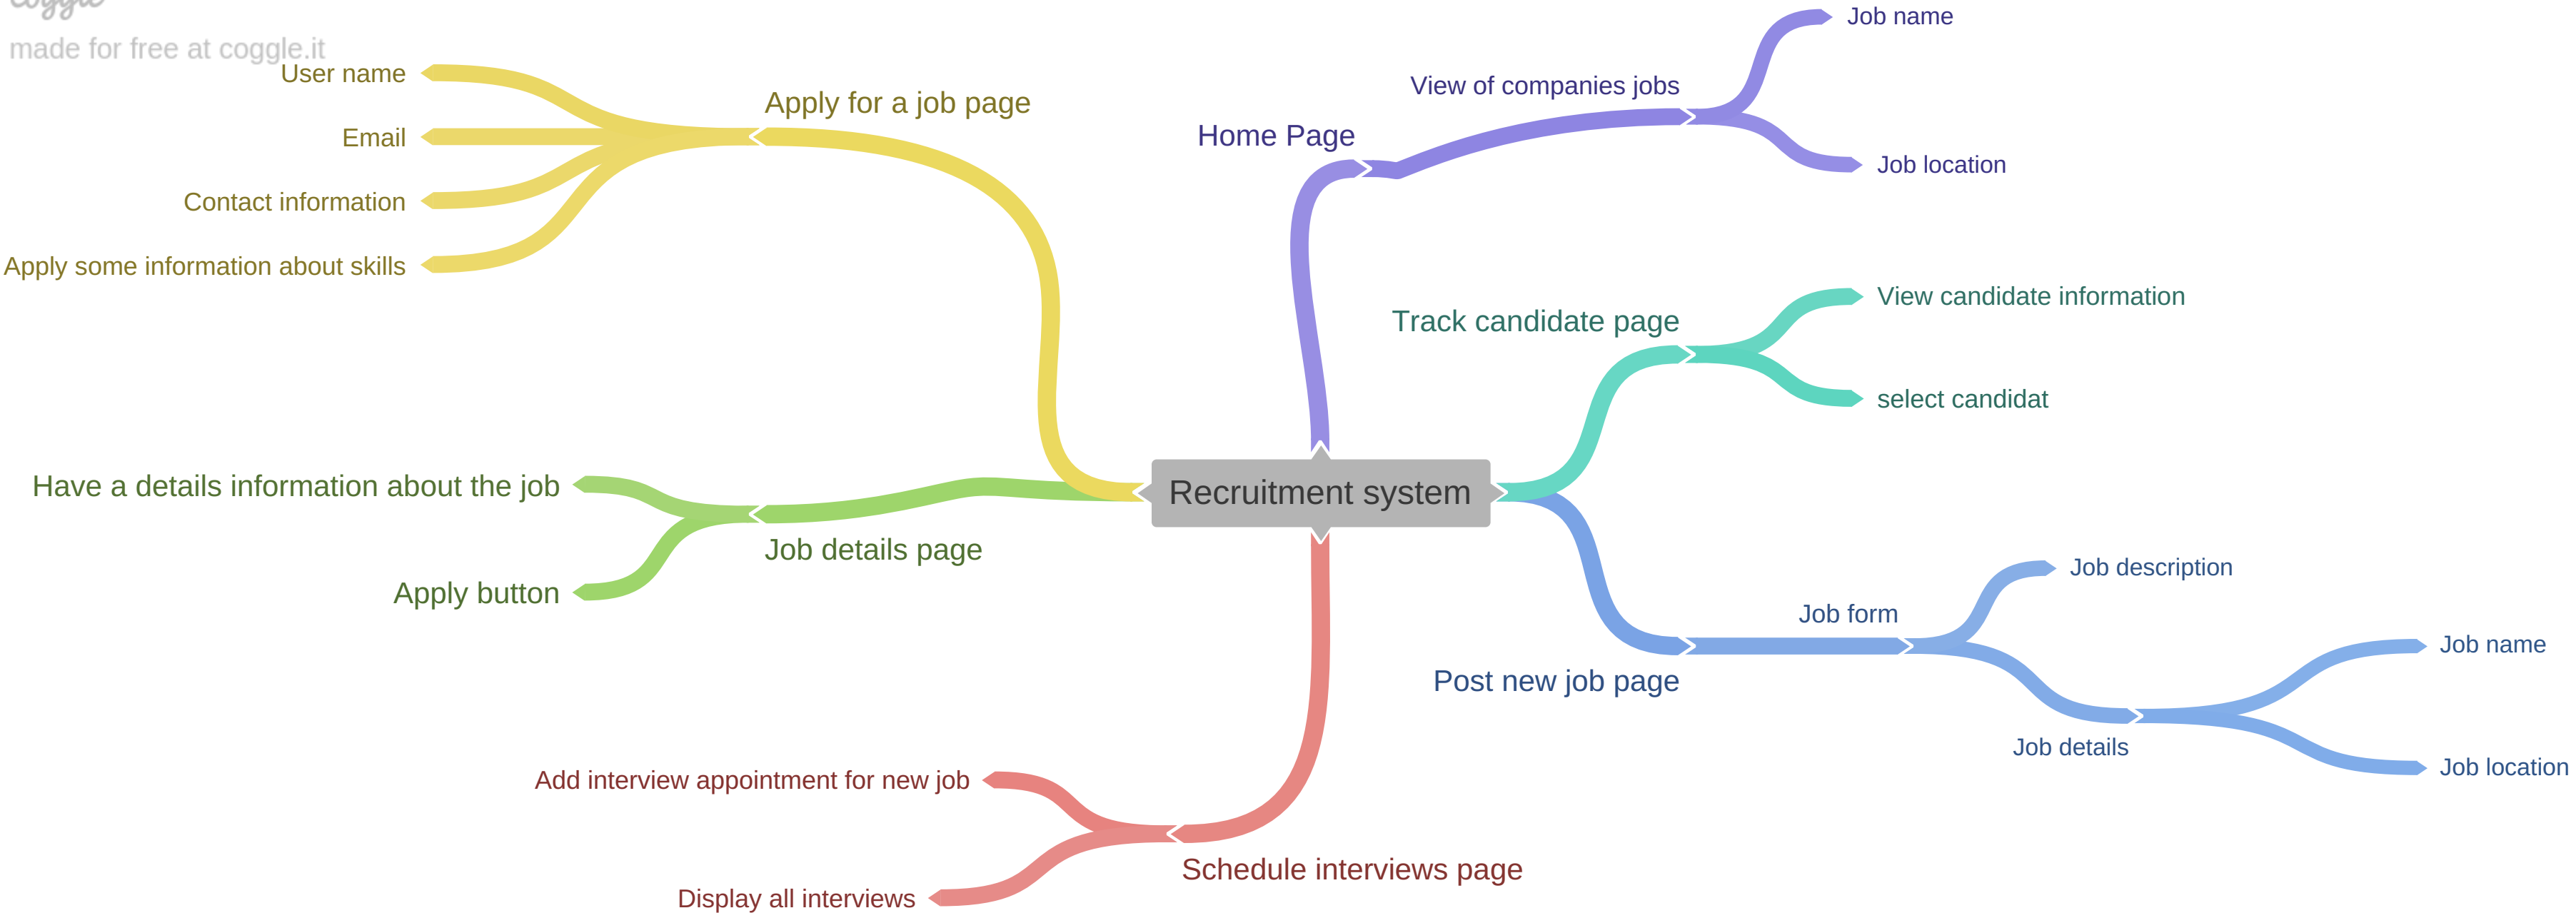 coggle
made for free at coggle.it
User name
Email
Contact information
Apply some information about skills
Apply for a job page
Have a details information about the job
Apply button
Job details page
Add interview appointment for new job
Display all interviews
Schedule interviews page
Recruitment system
Home Page
View of companies jobs
Job name
Job location
Track candidate page
View candidate information
select candidat
Post new job page
Job form
Job description
Job details
Job name
Job location